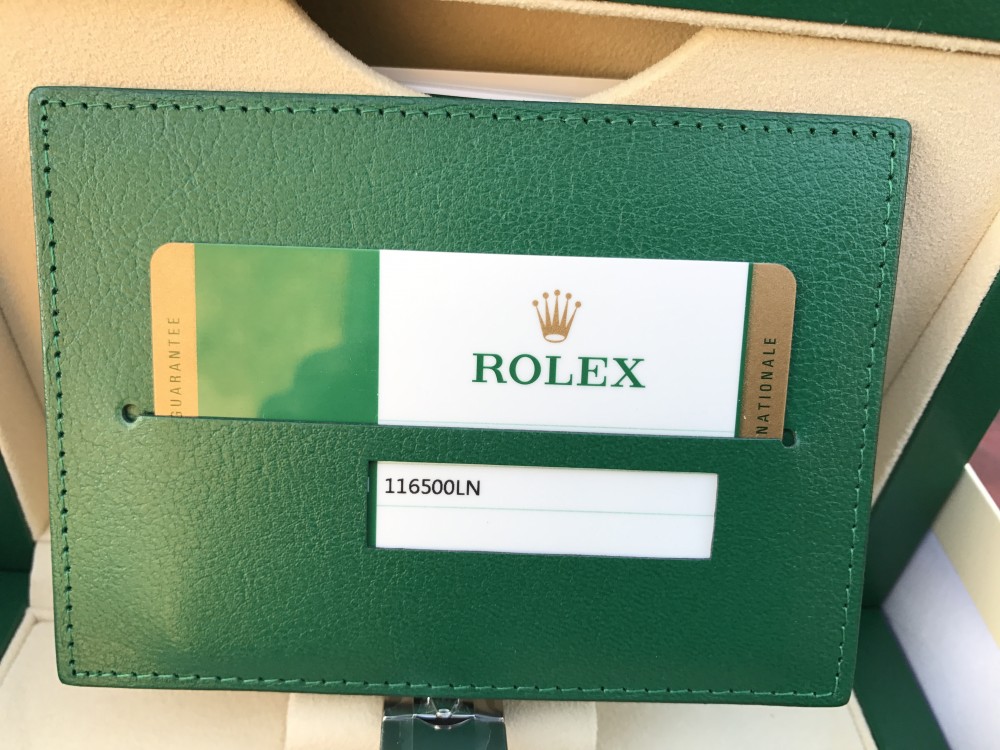 GUARANTEE
ROLEX
NATIONALE
116500LN